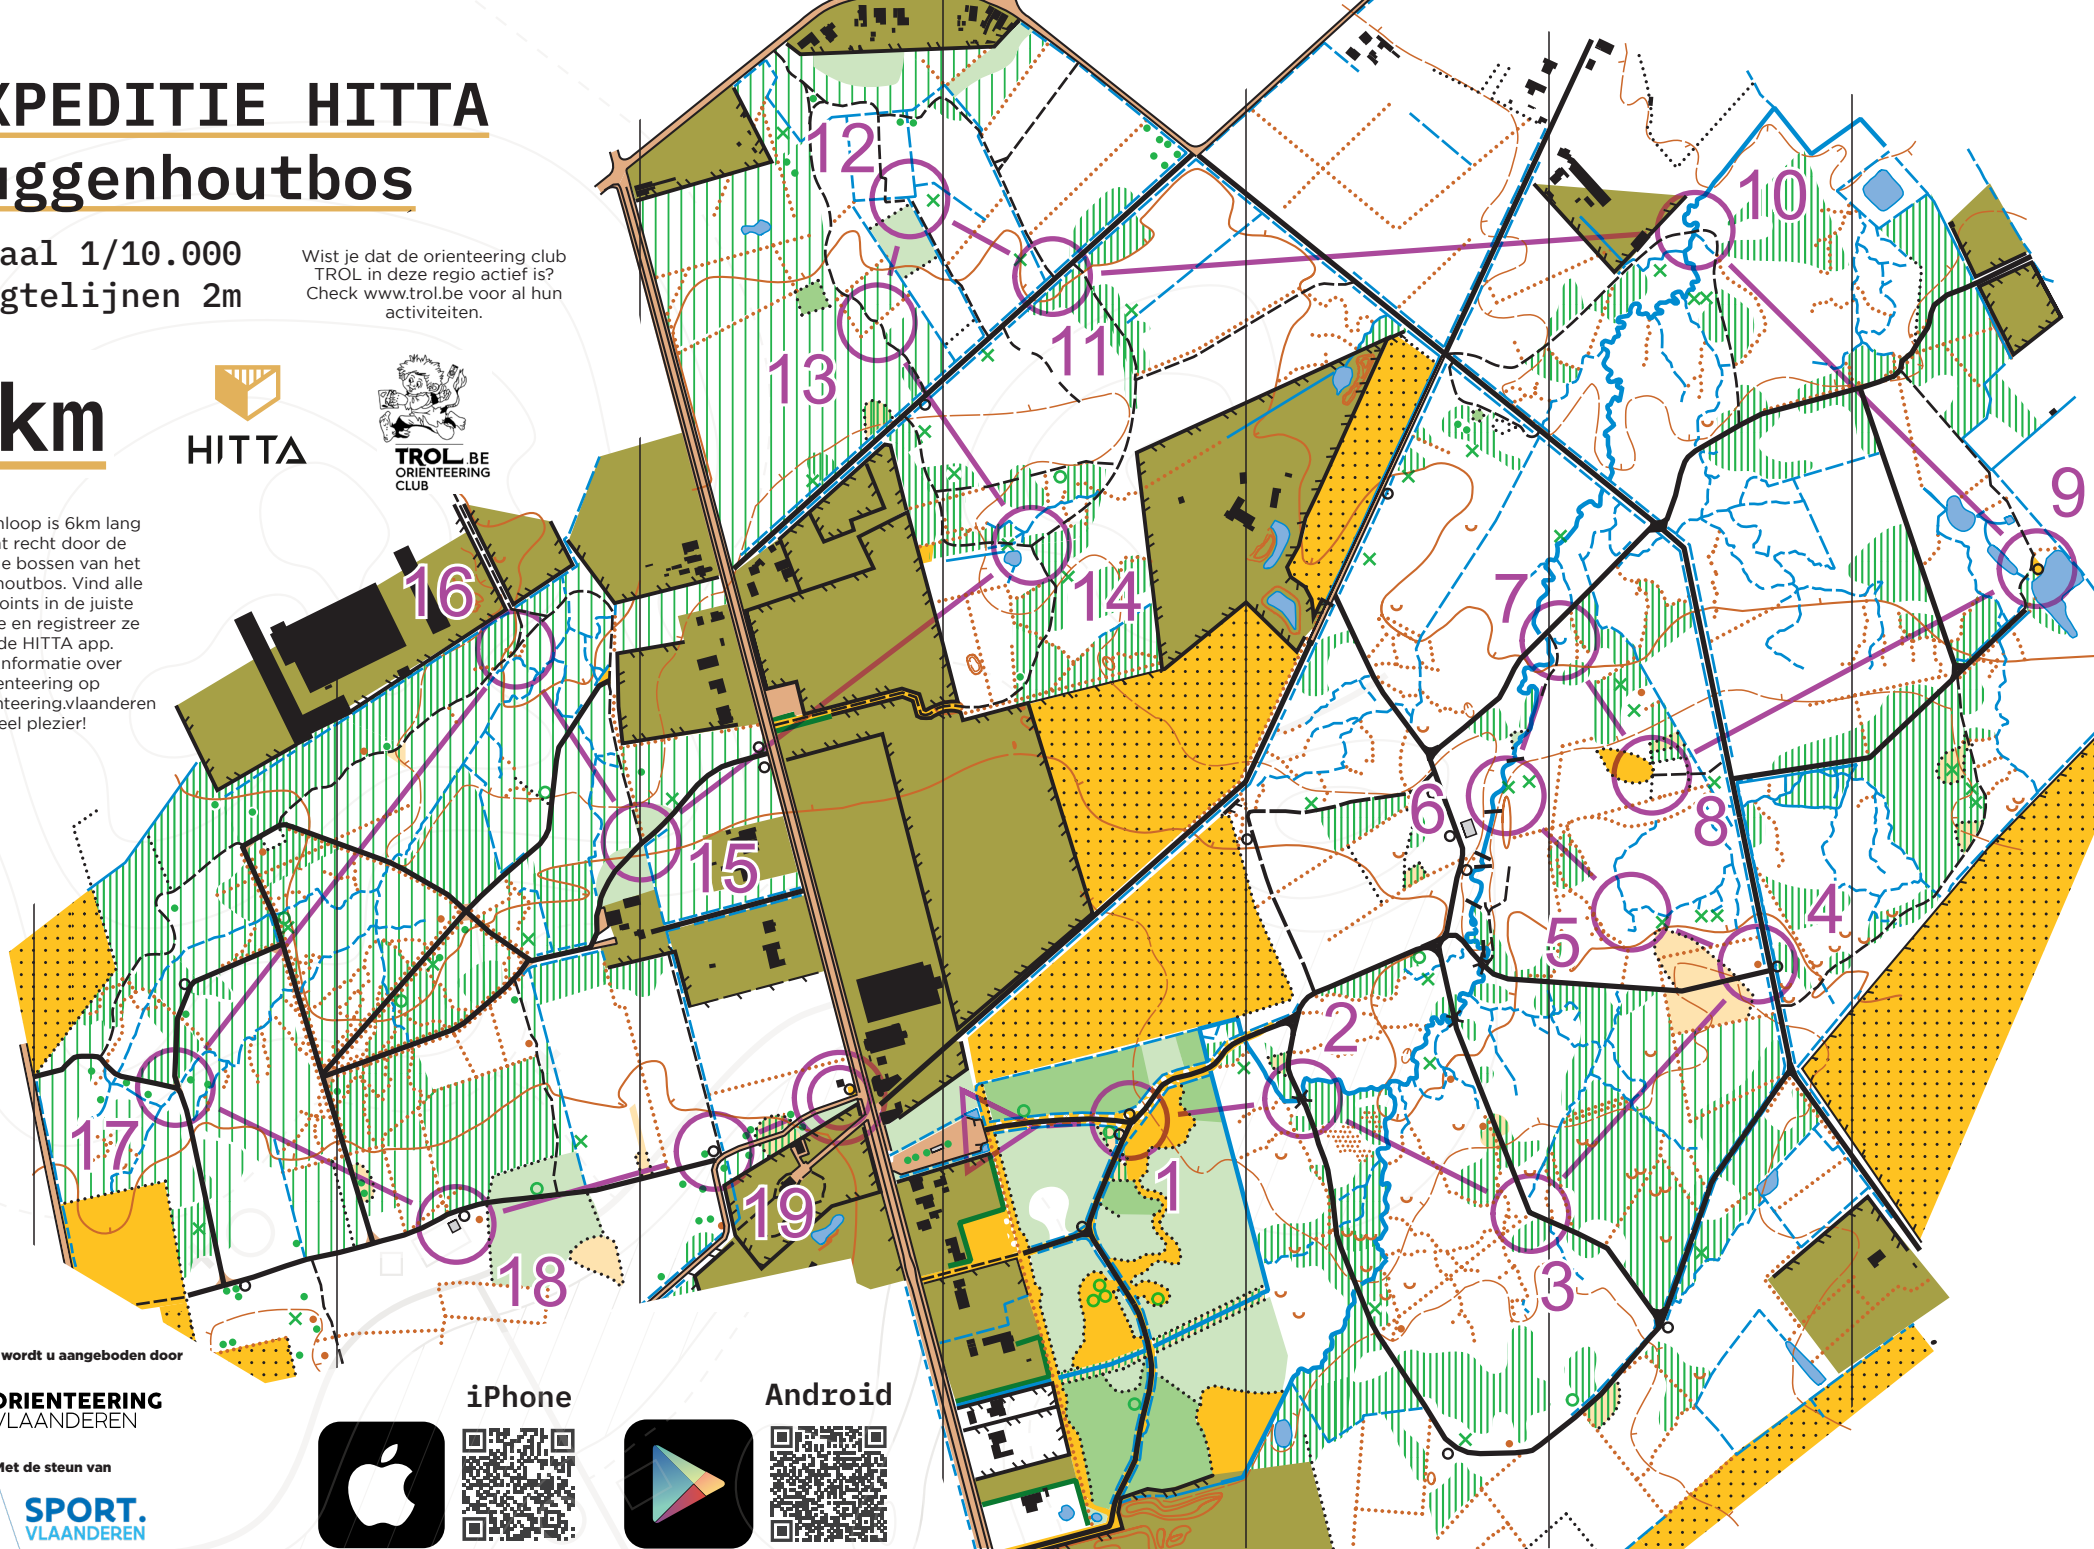 XPEDITIE HITTA
uggenhoutbos
aal 1/10.000
gtelijnen 2m
Wist je dat de orienteering club
TROL in deze regio actief is?
Check www.trol.be voor al hun
activiteiten.
km
HITTA
TROL.BE
ORIENTEERING
CLUB
nloop is 6km lang
t recht door de
e bossen van het
houtbos. Vind alle
oints in de juiste
e en registreer ze
de HITTA app.
informatie over
enteering op
nteering.vlaanderen
eel plezier!
12
10
11
13
9
16
14
7
6
8
15
4
5
2
17
1
19
18
3
wordt u aangeboden door
ORIENTEERING
VLAANDEREN
Met de steun van
SPORT.
VLAANDEREN
iPhone
Android